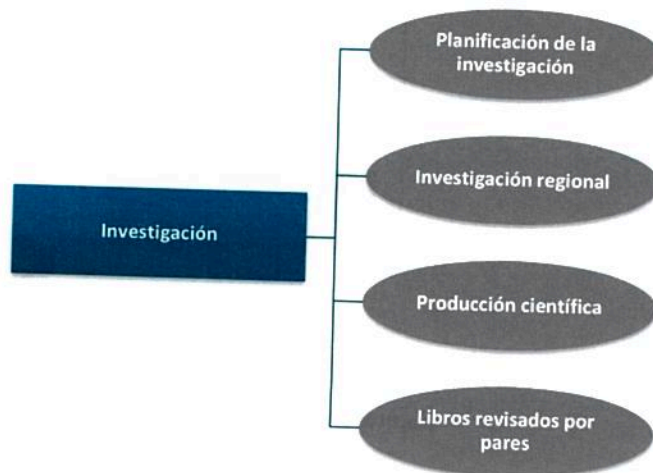 Planificación de la
investigación
Investigación regional
Investigación
Producción científica
Libros revisados por
pares